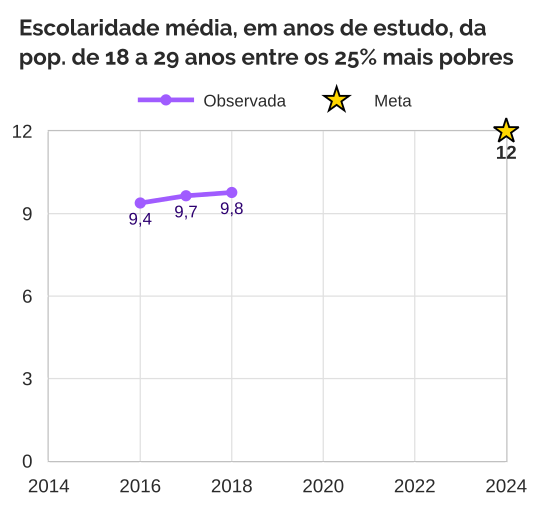 Escolaridade média, em anos de estudo, da
pop. de 18 a 29 anos entre os 25% mais pobres
Observada Meta
12
12
9,4 9,7 9,8
9
6
3
0
2014 2016 2018 2020 2022 2024